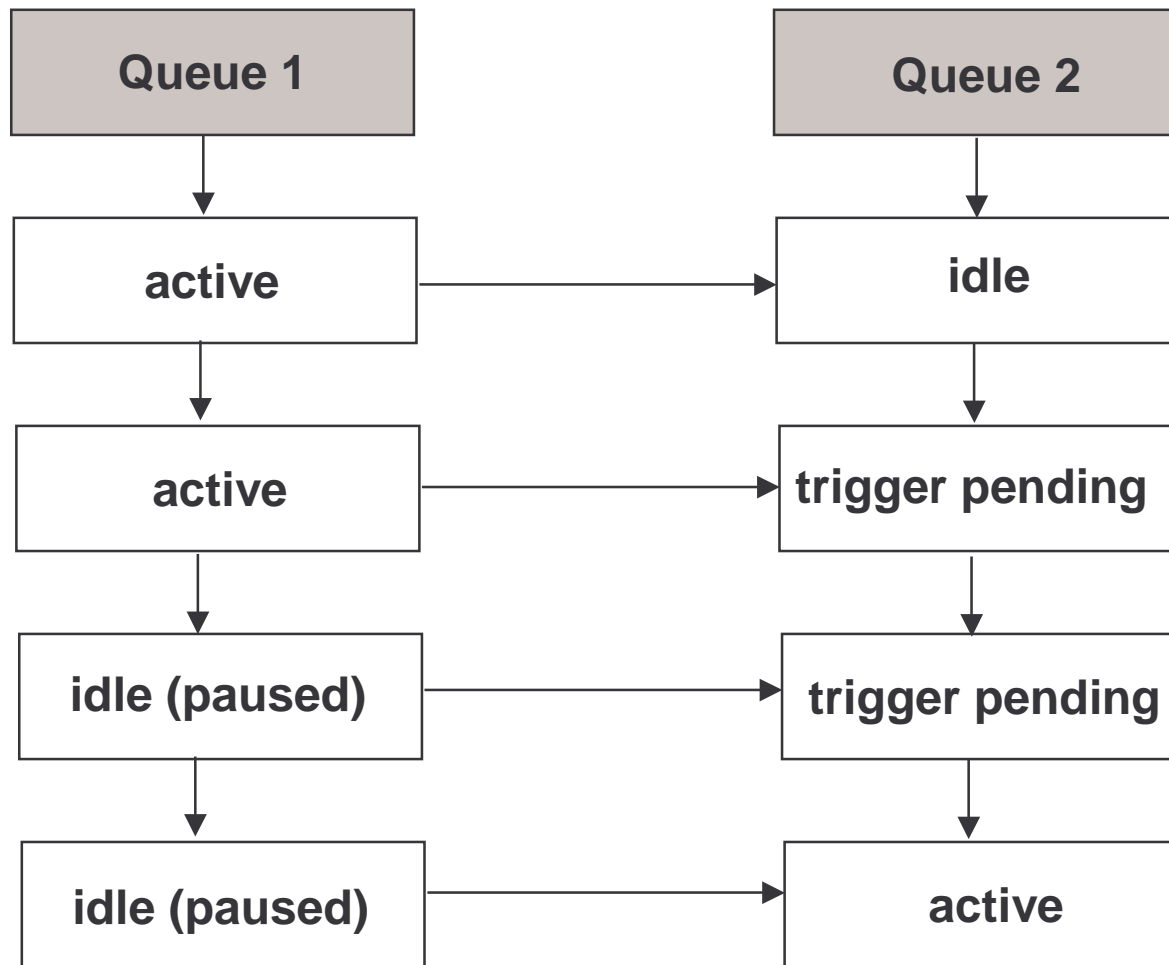 Queue 1
Queue 2
active
idle
active
trigger pending
idle (paused)
trigger pending
idle (paused)
active